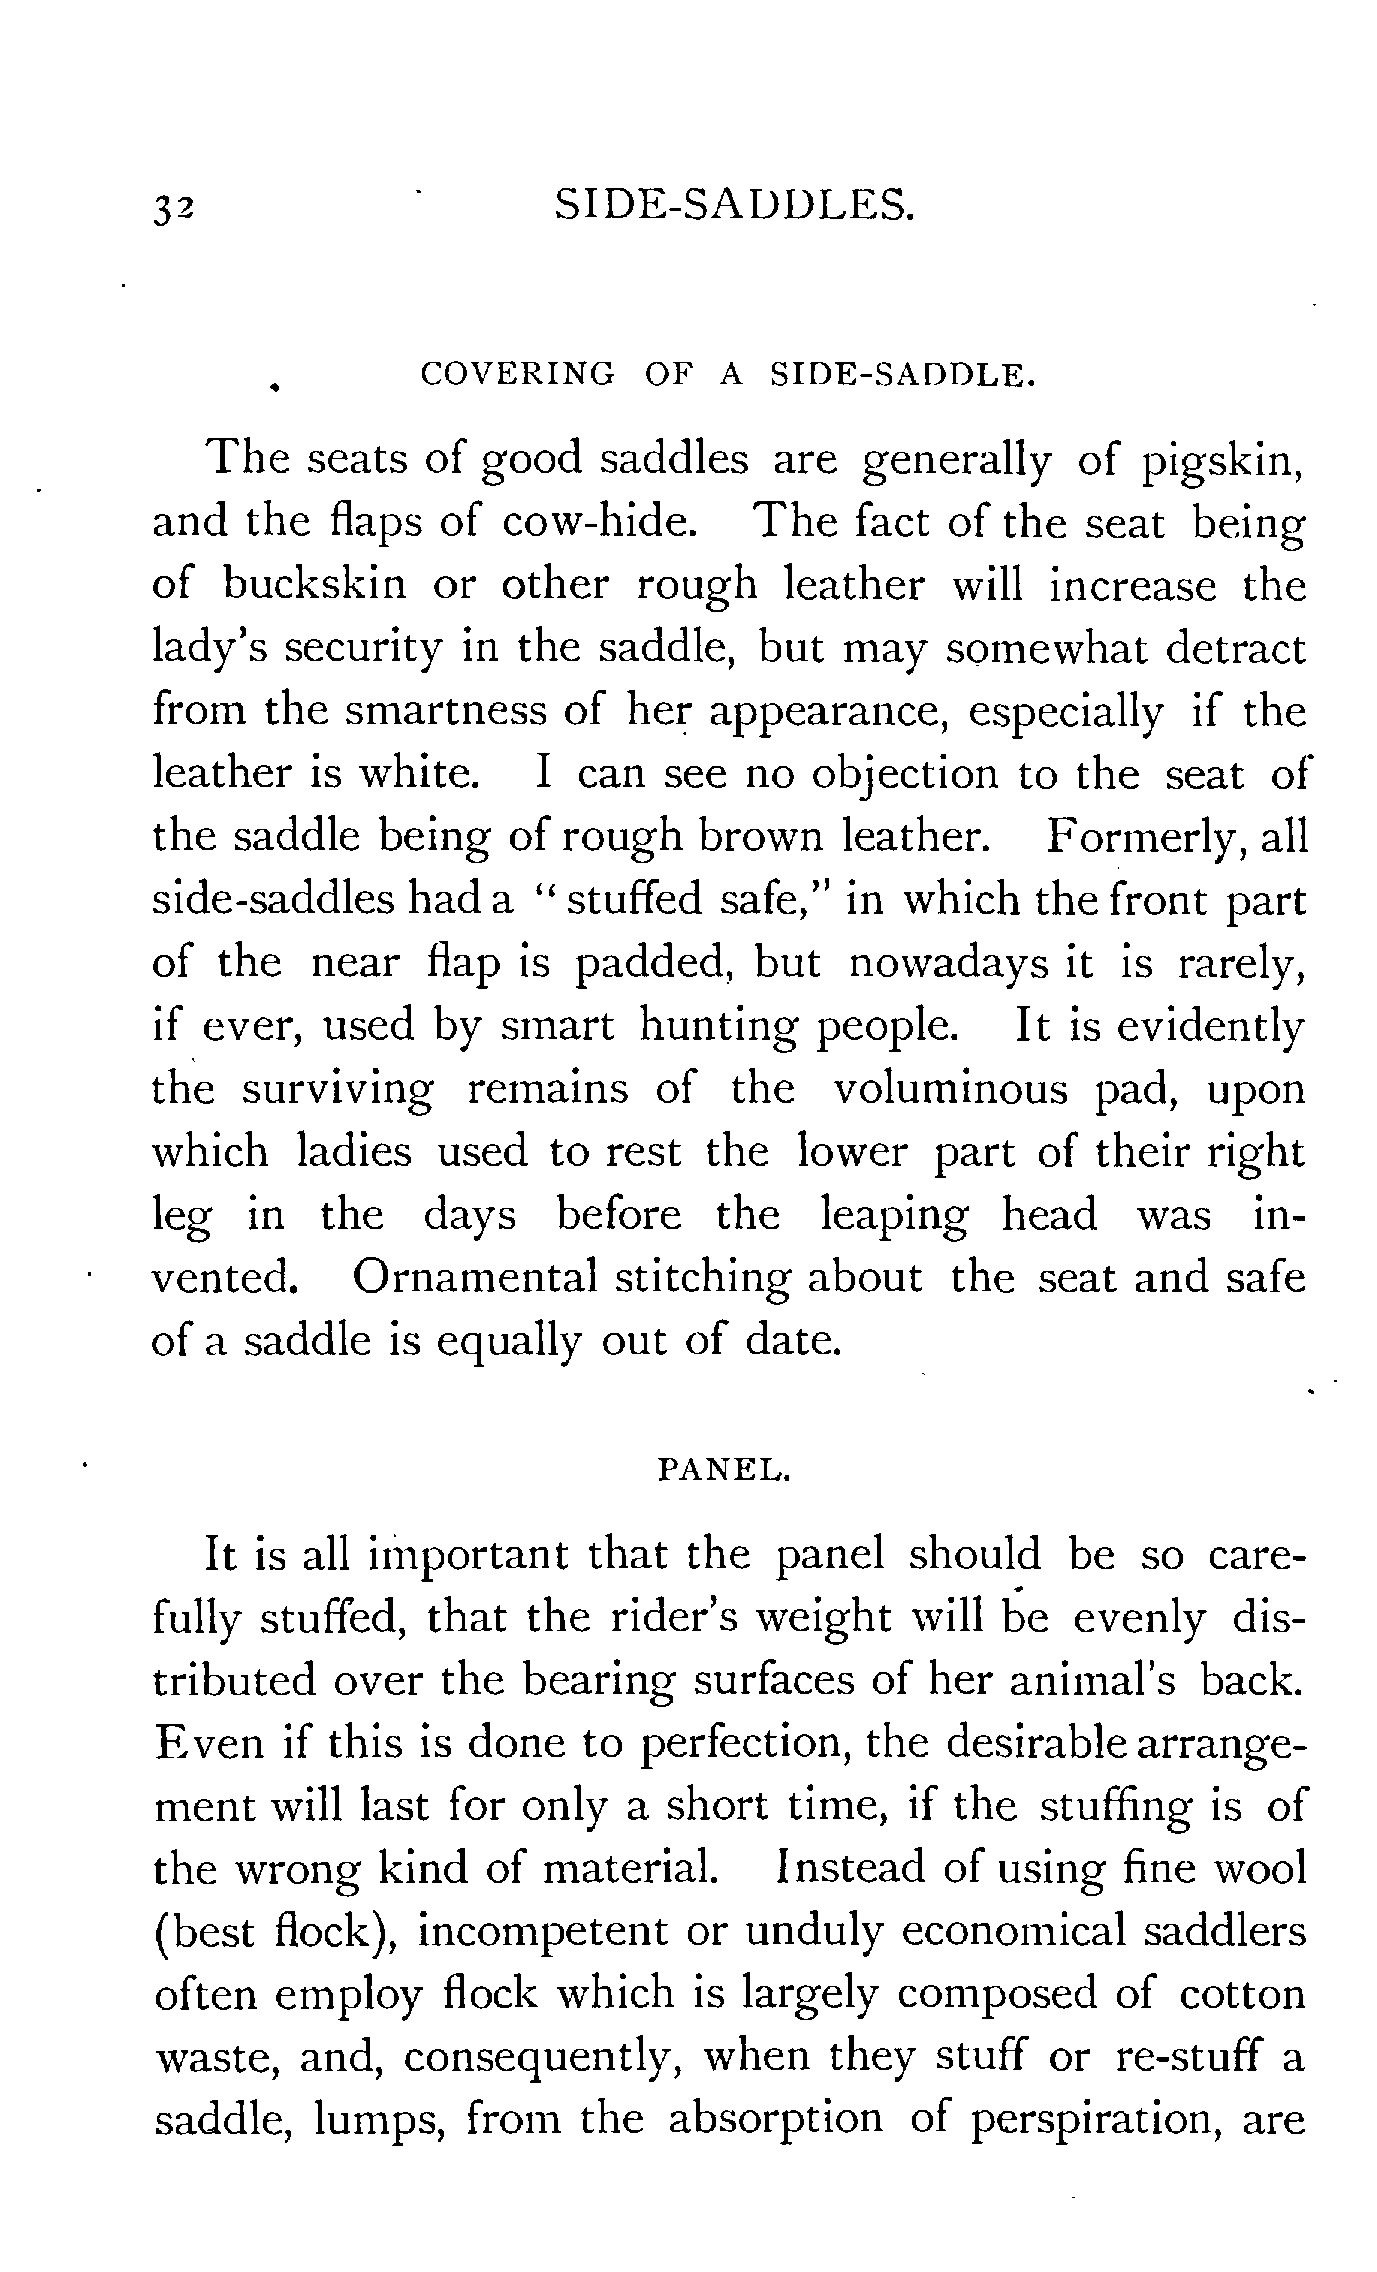 32 SIDE-SADDLES.
COVERING OF A SIDE-SADDLE.
The seats of good saddles are generally of pigskin,
and the flaps of cow-hide. The fact of the seat being
of buckskin or other rough leather will increase the
lady's security in the saddle, but may somewhat detract
from the smartness of her appearance, especially if the
leather is white. I can see no objection to the seat of
the saddle being of rough brown leather. Formerly, all
side-saddles had a "stuffed safe," in which the front part
of the near flap is padded, but nowadays it is rarely,
if ever, used by smart hunting people. It is evidently
the surviving remains of the voluminous pad, upon
which ladies used to rest the lower part of their right
leg in the days before the leaping head was in-
vented. Ornamental stitching about the seat and safe
of a saddle is equally out of date.
PANEL.
It is all important that the panel should be so care-
fully stuffed, that the rider's weight will be evenly dis-
tributed over the bearing surfaces of her animal's back.
Even if this is done to perfection, the desirable arrange-
ment will last for only a short time, if the stuffing is of
the wrong kind of material. Instead of using fine wool
(best flock), incompetent or unduly economical saddlers
often employ flock which is largely composed of cotton
waste, and, consequently, when they stuff or re-stuff a
saddle, lumps, from the absorption of perspiration, are